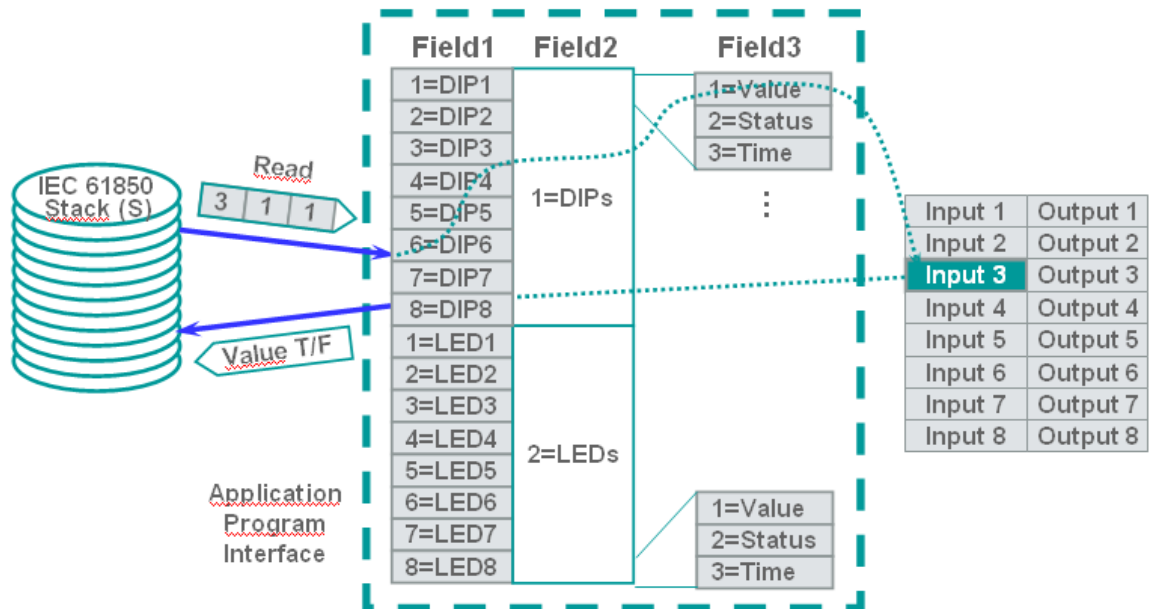 Field1
Field2
Field3
1=DIP1
2=DIP2
3=DIP3
4=DIP4
5=DIP5
6=DIP6
7=DIP7
8=DIP8
1=LED1
2=LED2
3=LED3
4=LED4
5=LED5
6=LED6
7=LED7
8=LED8
1=DIPs
2=LEDs
1=Value
2=Status
3=Time
⋮
1=Value
2=Status
3=Time
IEC 61850
Stack (S)
Read
3 1 1
Value T/F
Application
Program
Interface
Input 1 Output 1
Input 2 Output 2
Input 3 Output 3
Input 4 Output 4
Input 5 Output 5
Input 6 Output 6
Input 7 Output 7
Input 8 Output 8